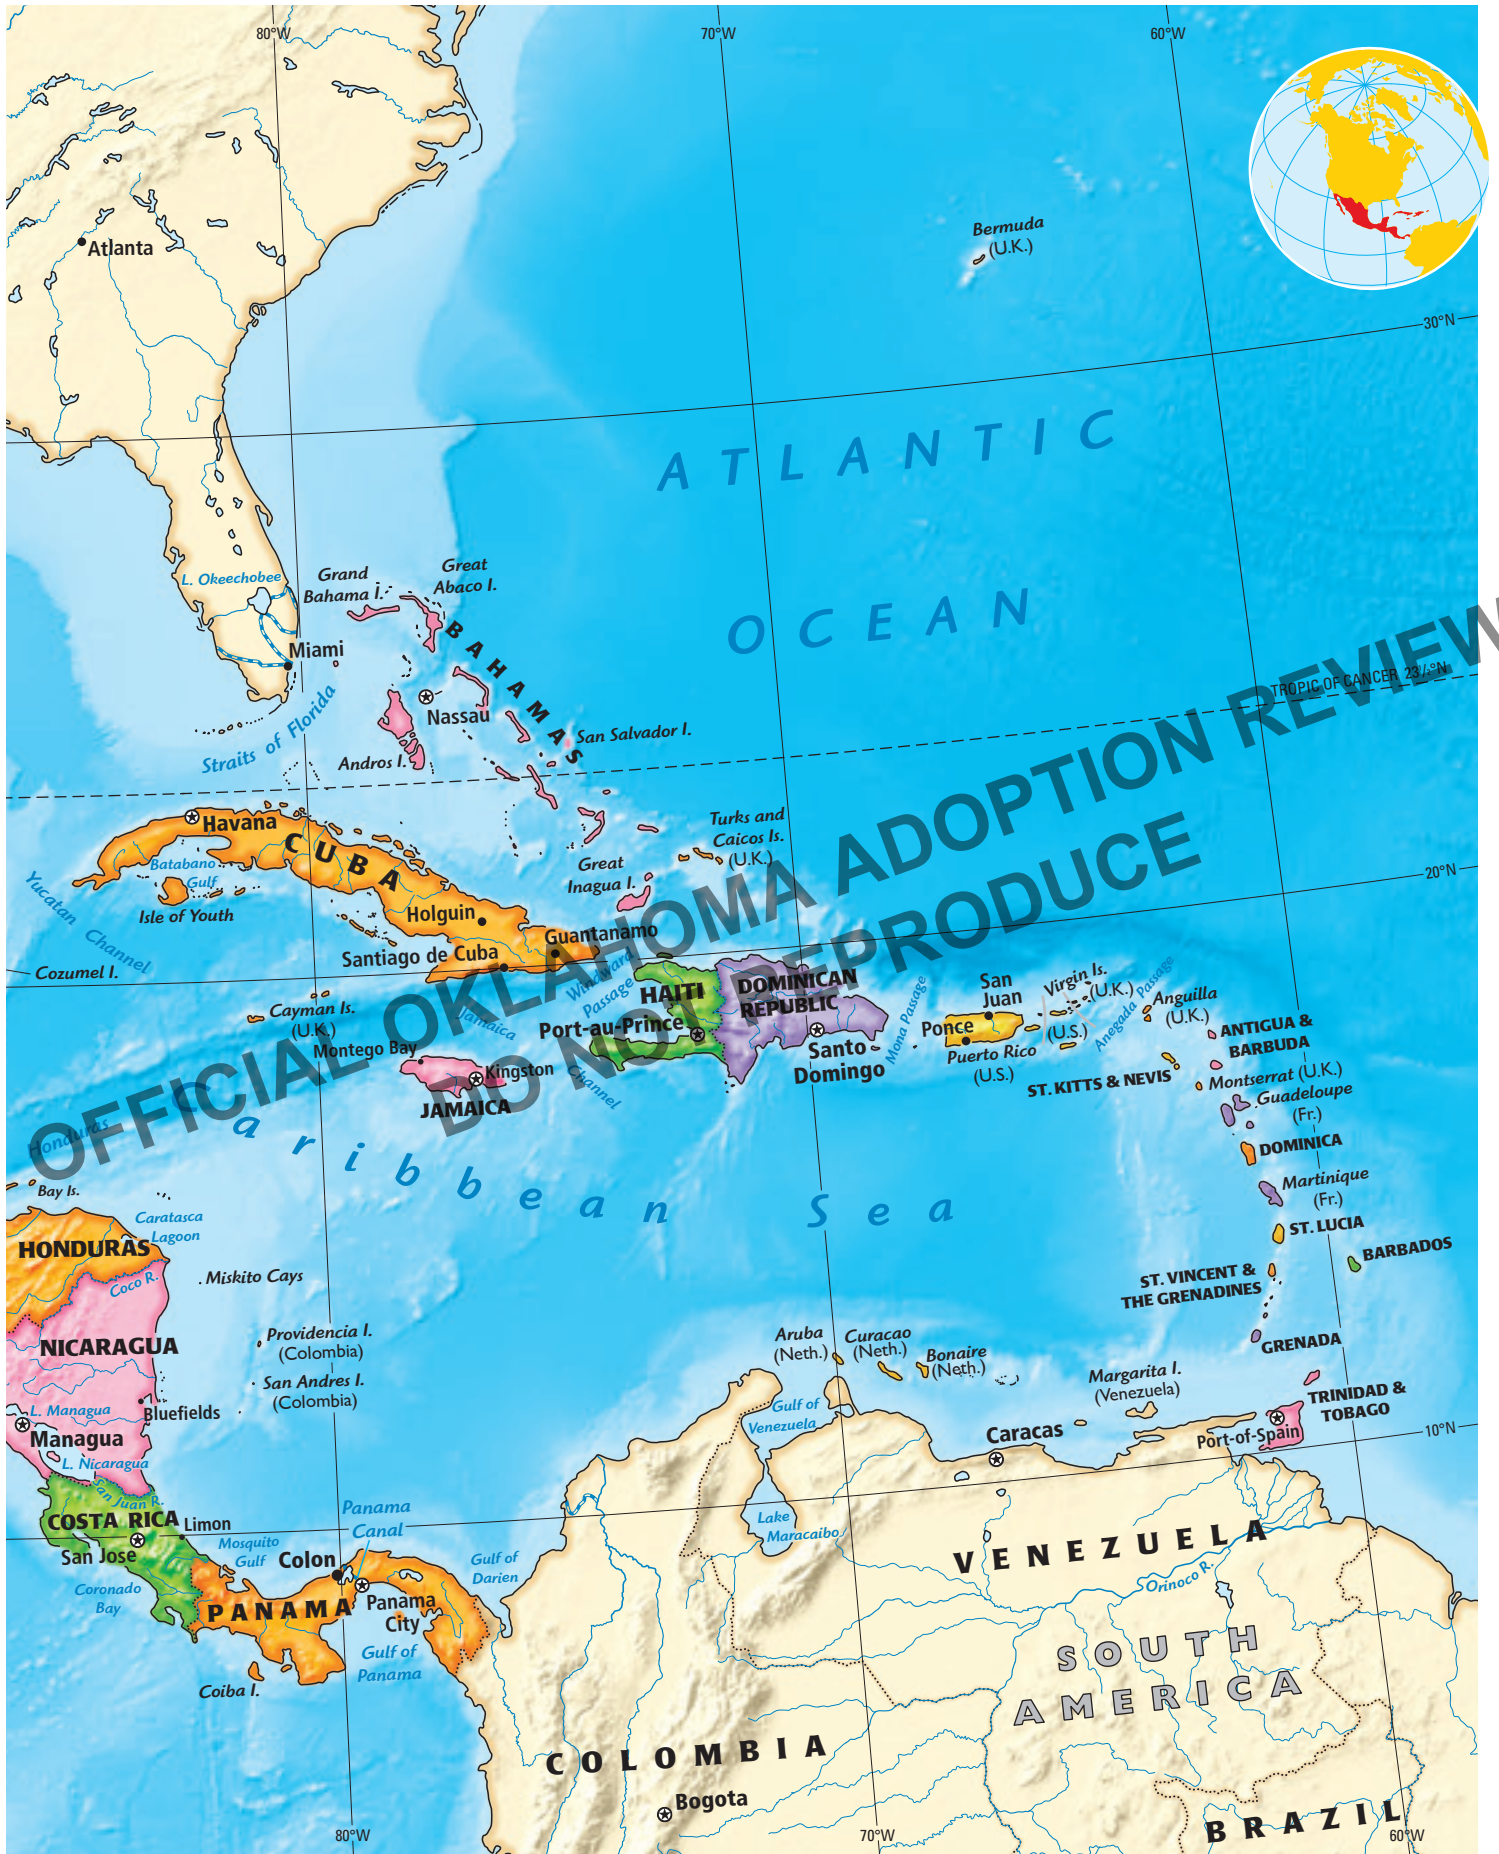 80°W
70°W
60°W
Atlanta
Bermuda
(U.K.)
30°N
ATLANTIC
OCEAN
L. Okeechobee
Grand
Bahama I.
Great
Abaco I.
BAHAMAS
Miami
Nassau
Straits of Florida
Andros I.
San Salvador I.
TROPIC OF CANCER 23½°N
OFFICIAL OKLAHOMA ADOPTION REVIEW
DO NOT REPRODUCE
Havana
CUBA
Batabano
Gulf
Isle of Youth
Yucatan Channel
Cozumel I.
Turks and
Caicos Is.
(U.K.)
Great
Inagua I.
20°N
Holguin
Guantanamo
Santiago de Cuba
Windward
Passage
Cayman Is.
(U.K.)
Jamaica
Channel
Montego Bay
Kingston
JAMAICA
HAITI
Port-au-Prince
DOMINICAN
REPUBLIC
Santo
Domingo
Mona Passage
San
Juan
Ponce
Puerto Rico
(U.S.)
Virgin Is.
(U.K.)
(U.S.)
Anegada Passage
Anguilla
(U.K.)
ANTIGUA &
BARBUDA
ST. KITTS & NEVIS
Montserrat (U.K.)
Guadeloupe
(Fr.)
DOMINICA
Martinique
(Fr.)
ST. LUCIA
BARBADOS
ST. VINCENT &
THE GRENADINES
GRENADA
TRINIDAD &
TOBAGO
Port-of-Spain
Caribbean Sea
Honduras
Bay Is.
Caratasca
Lagoon
HONDURAS
Coco R.
Miskito Cays
NICARAGUA
Providencia I.
(Colombia)
San Andres I.
(Colombia)
L. Managua
Bluefields
Managua
L. Nicaragua
San Juan R.
COSTA RICA
Limon
San Jose
Mosquito
Gulf
Coronado
Bay
Panama
Canal
Colon
PANAMA
Panama
City
Gulf of
Darien
Gulf of
Panama
Coiba I.
Aruba
(Neth.)
Curacao
(Neth.)
Bonaire
(Neth.)
Margarita I.
(Venezuela)
Gulf of
Venezuela
Caracas
10°N
Lake
Maracaibo
VENEZUELA
Orinoco R.
SOUTH
AMERICA
COLOMBIA
Bogota
BRAZIL
80°W
70°W
60°W